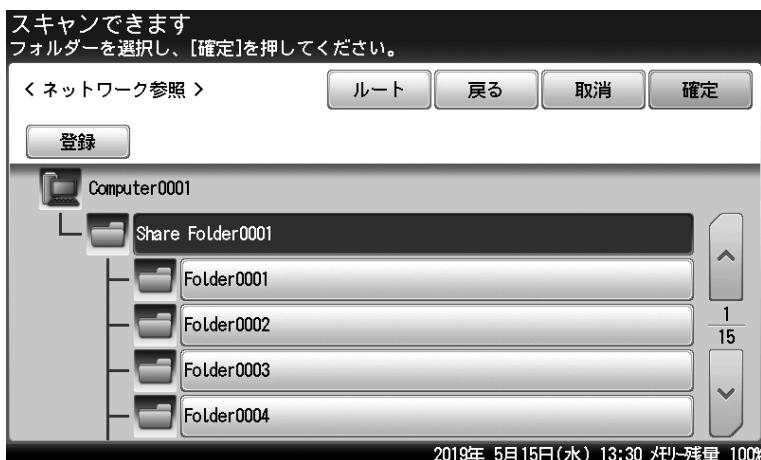 スキャンできます
フォルダーを選択し、[確定]を押してください。
＜ネットワーク参照＞ ルート 戻る 取消 確定
登録
Computer0001
Share Folder0001
Folder0001
Folder0002
1
15
Folder0003
Folder0004
2019年 5月15日(水) 13:30 ﾒﾓﾘｰ残量 100%